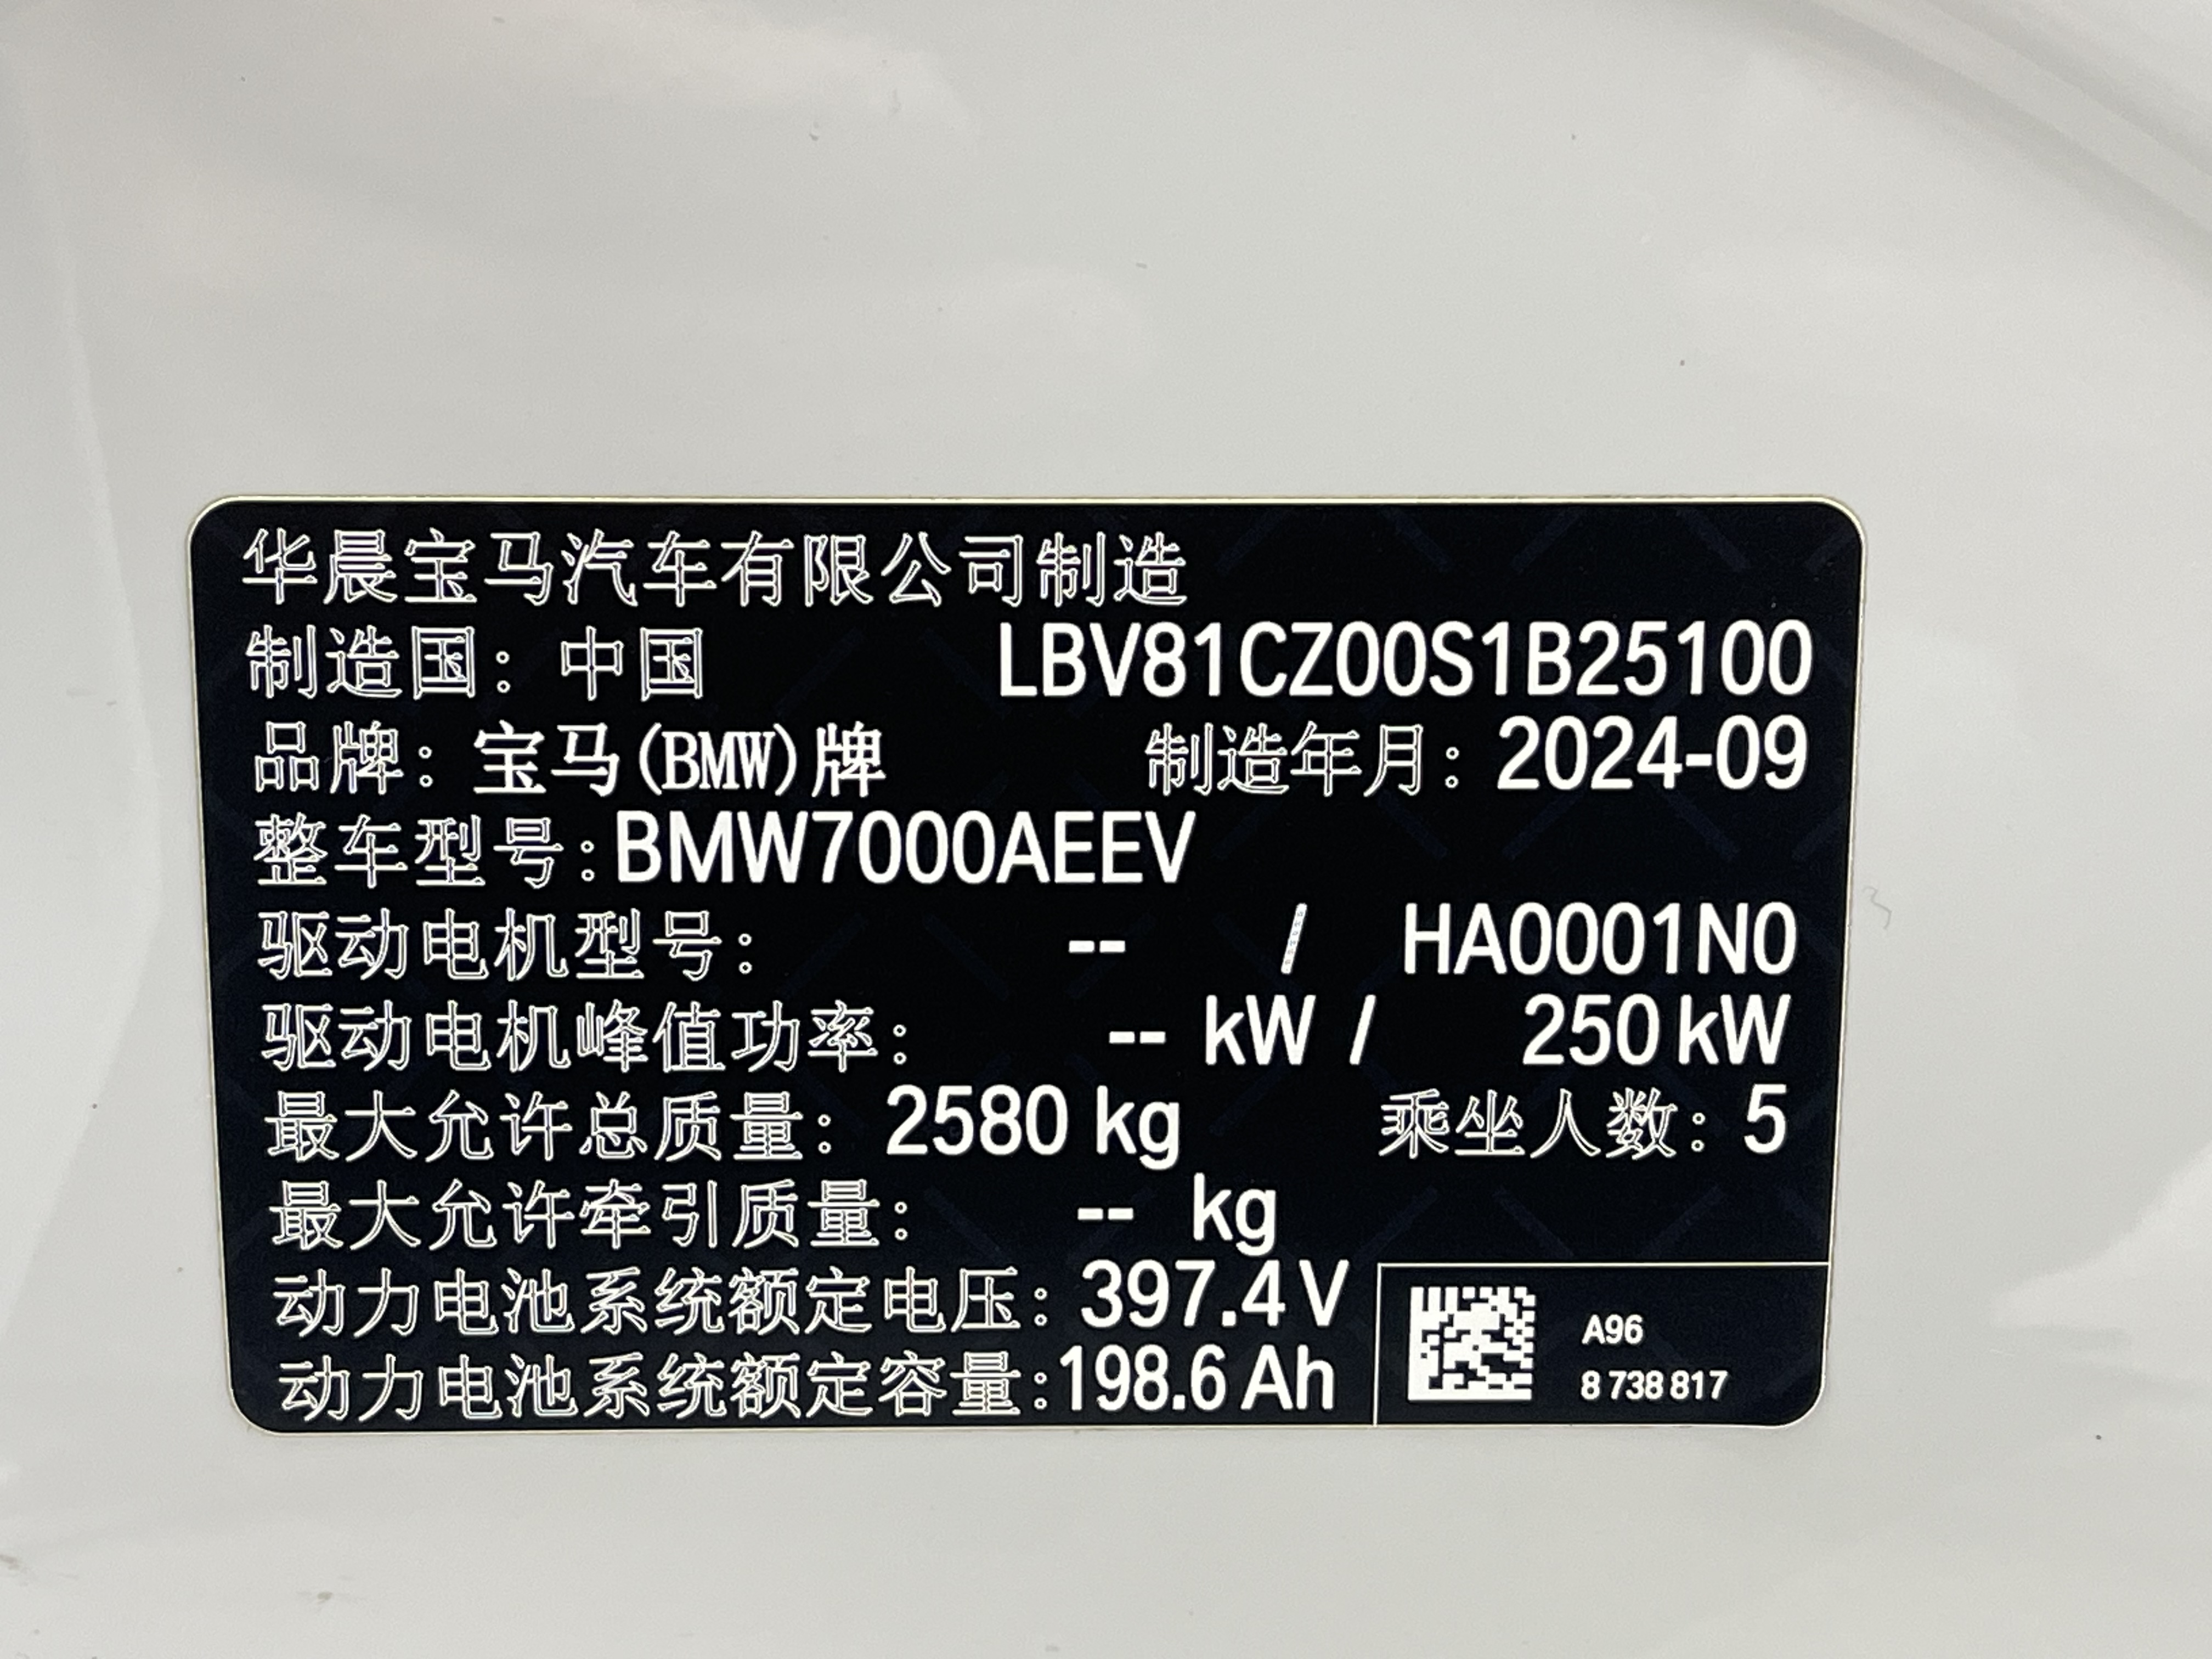 华晨宝马汽车有限公司制造
制造国：中国 LBV81CZ00S1B25100
品牌：宝马(BMW)牌 制造年月：2024-09
整车型号：BMW7000AEEV
驱动电机型号： -- / HA0001N0
驱动电机峰值功率： -- kW / 250 kW
最大允许总质量：2580 kg 乘坐人数：5
最大允许牵引质量： -- kg
动力电池系统额定电压：397.4 V
动力电池系统额定容量：198.6 Ah
A96
8 738 817